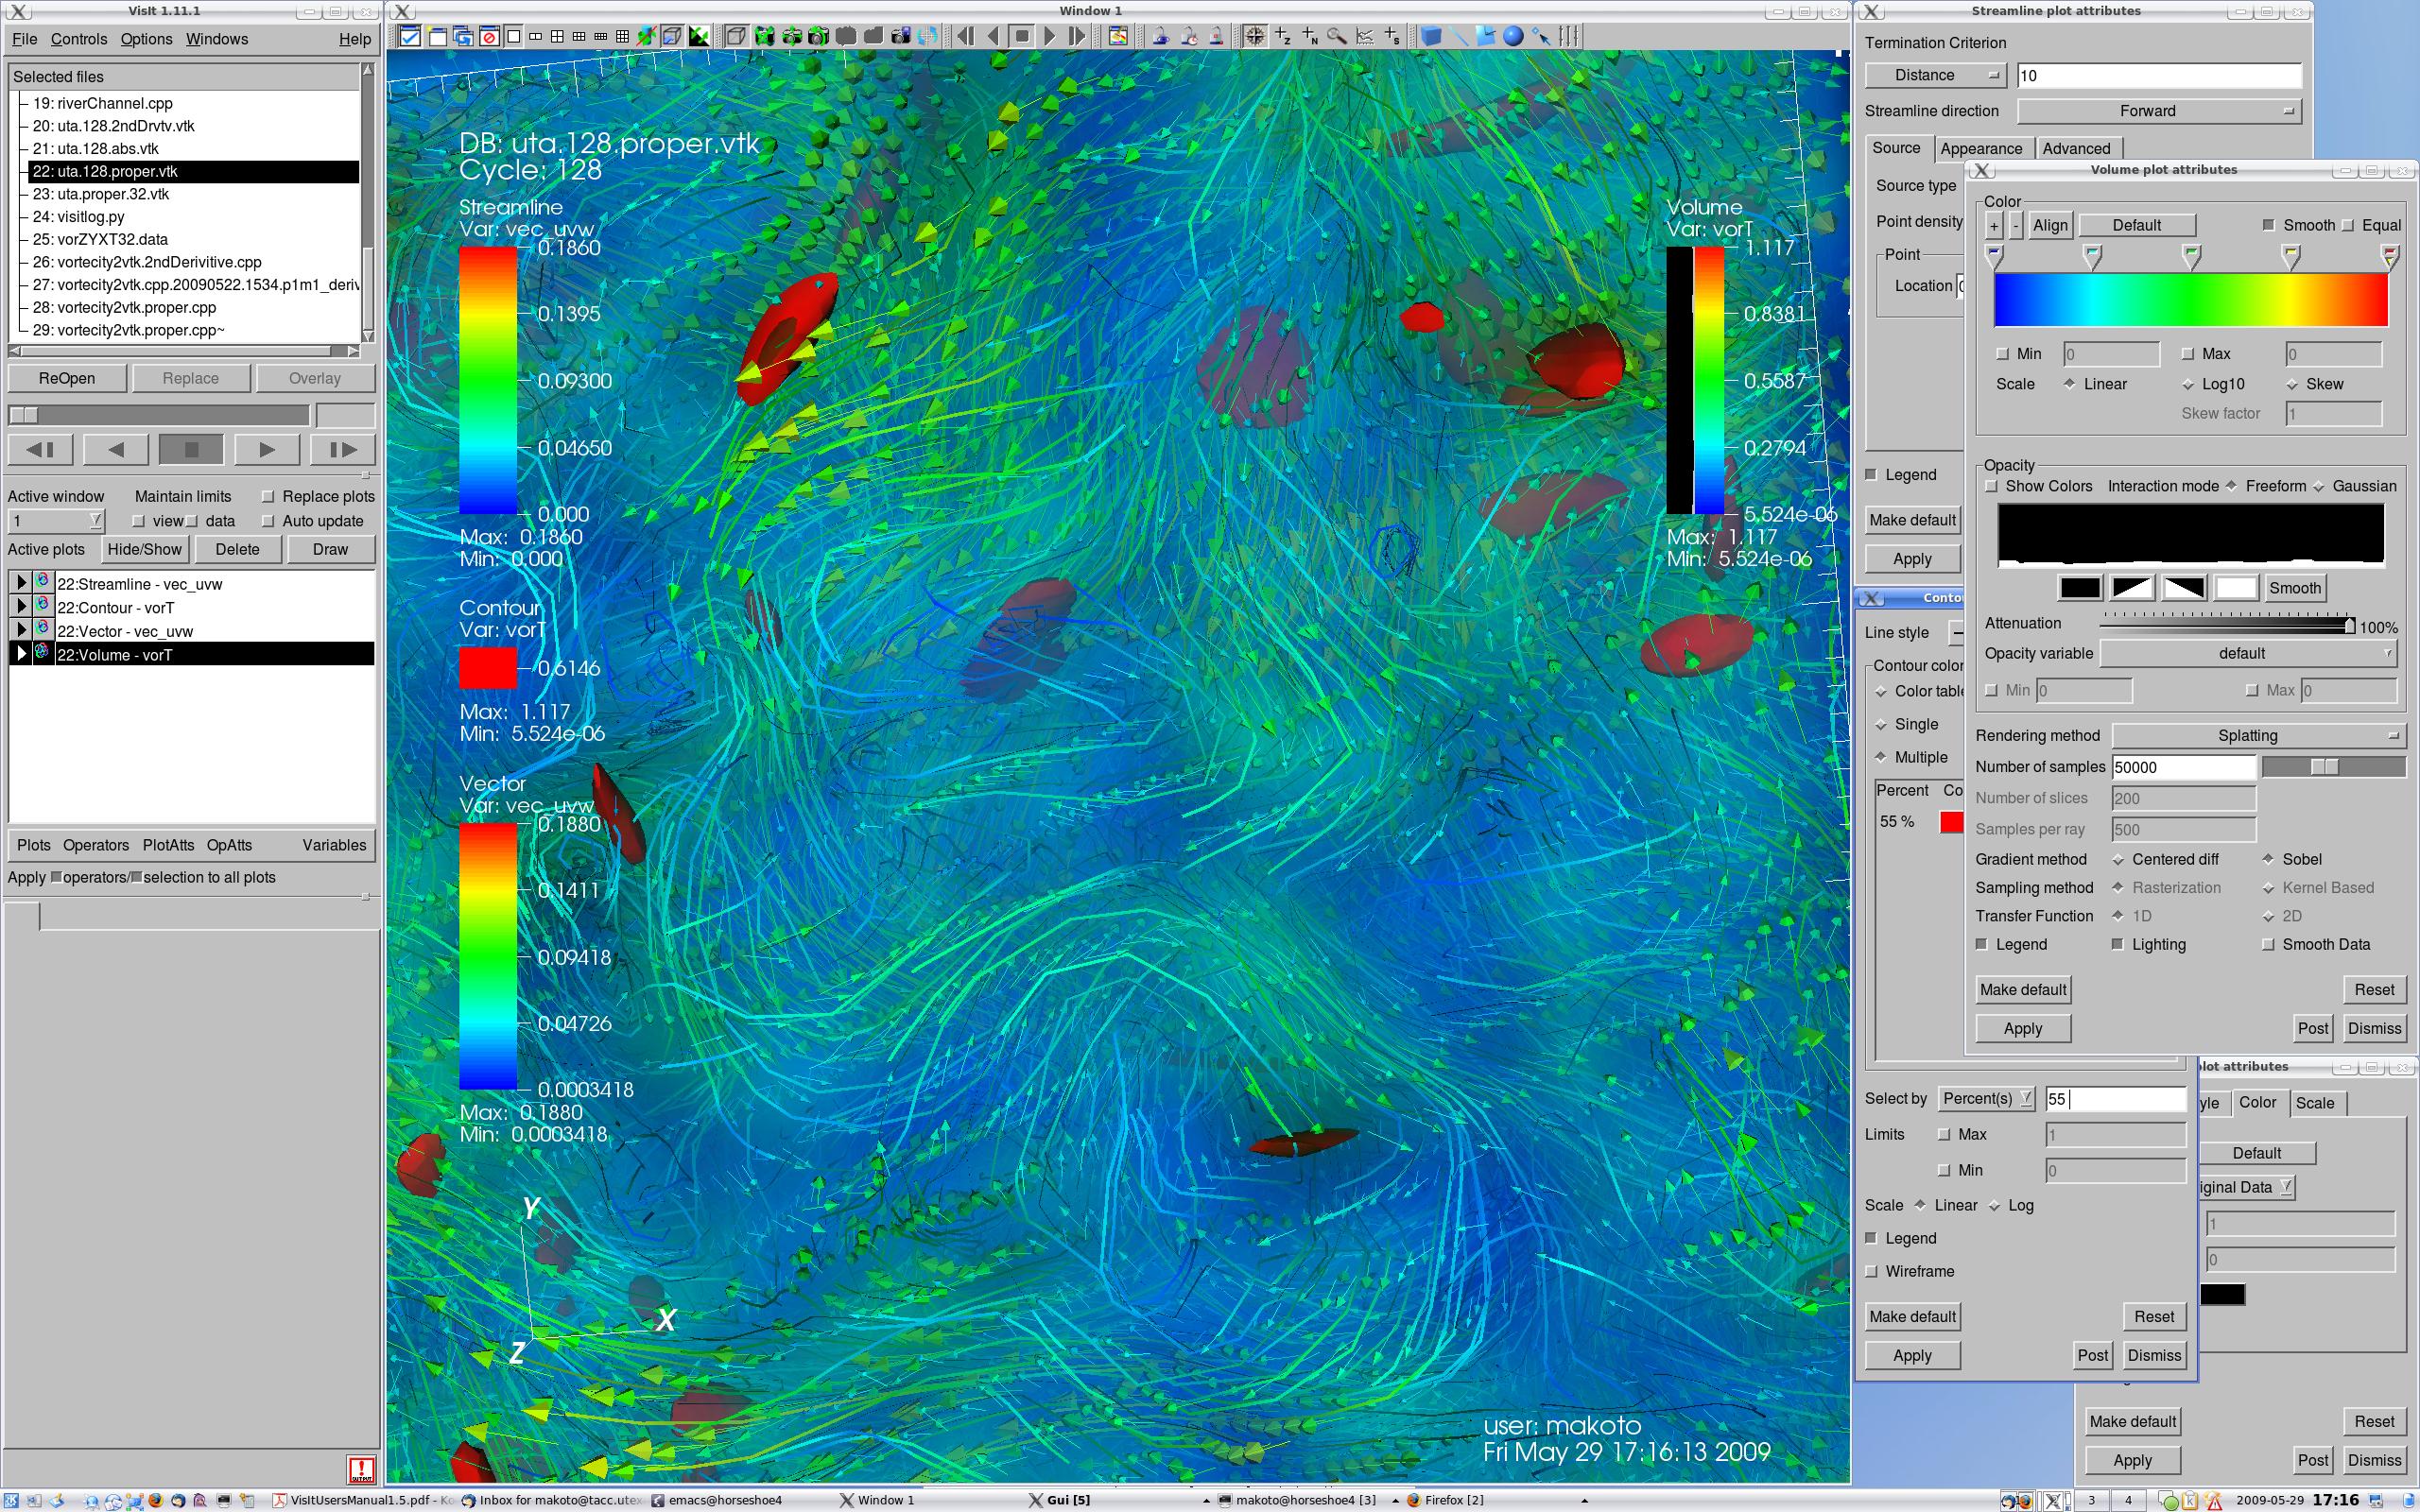 VisIt 1.11.1
File Controls Options Windows Help
Selected files
19: riverChannel.cpp
20: uta.128.2ndDrvtv.vtk
21: uta.128.abs.vtk
22: uta.128.proper.vtk
23: uta.proper.32.vtk
24: visitlog.py
25: vorZYXT32.data
26: vortecity2vtk.2ndDerivitive.cpp
27: vortecity2vtk.cpp.20090522.1534.p1m1_deriv
28: vortecity2vtk.proper.cpp
29: vortecity2vtk.proper.cpp~
ReOpen Replace Overlay
Active window Maintain limits Replace plots
1 view data Auto update
Active plots Hide/Show Delete Draw
22:Streamline - vec_uvw
22:Contour - vorT
22:Vector - vec_uvw
22:Volume - vorT
Plots Operators PlotAtts OpAtts Variables
Apply operators/ selection to all plots
Window 1
DB: uta.128.proper.vtk
Cycle: 128
Streamline
Var: vec_uvw
0.1860
0.1395
0.09300
0.04650
0.000
Max: 0.1860
Min: 0.000
Contour
Var: vorT
0.6146
Max: 1.117
Min: 5.524e-06
Vector
Var: vec_uvw
0.1880
0.1411
0.09418
0.04726
0.0003418
Max: 0.1880
Min: 0.0003418
Volume
Var: vorT
1.117
0.8381
0.5587
0.2794
5.524e-06
Max: 1.117
Min: 5.524e-06
Y
X
Z
user: makoto
Fri May 29 17:16:13 2009
Streamline plot attributes
Termination Criterion
Distance 10
Streamline direction Forward
Source Appearance Advanced
Source type
Point density
Point
Location
Legend
Make default
Apply
Volume plot attributes
Color
+ - Align Default Smooth Equal
Min 0 Max 0
Scale Linear Log10 Skew
Skew factor 1
Opacity
Show Colors Interaction mode Freeform Gaussian
Smooth
Attenuation 100%
Opacity variable default
Min 0 Max 0
Rendering method Splatting
Number of samples 50000
Number of slices 200
Samples per ray 500
Gradient method Centered diff Sobel
Sampling method Rasterization Kernel Based
Transfer Function 1D 2D
Legend Lighting Smooth Data
Make default Reset
Apply Post Dismiss
Line style
Contour
Color
Single
Multiple
Percent
55 %
Select by Percent(s) 55
Limits Max 1
Min 0
Scale Linear Log
Legend
Wireframe
Make default Reset
Apply Post Dismiss
plot attributes
Color Scale
Default
Data
1
0
Make default Reset
Apply Post Dismiss
VisItUsersManual1.5.pdf - Inbox for makoto@tacc.utex emacs@horseshoe4 Window 1 Gui [5] makoto@horseshoe4 [3] Firefox [2] 3 4 2009-05-29 17:16